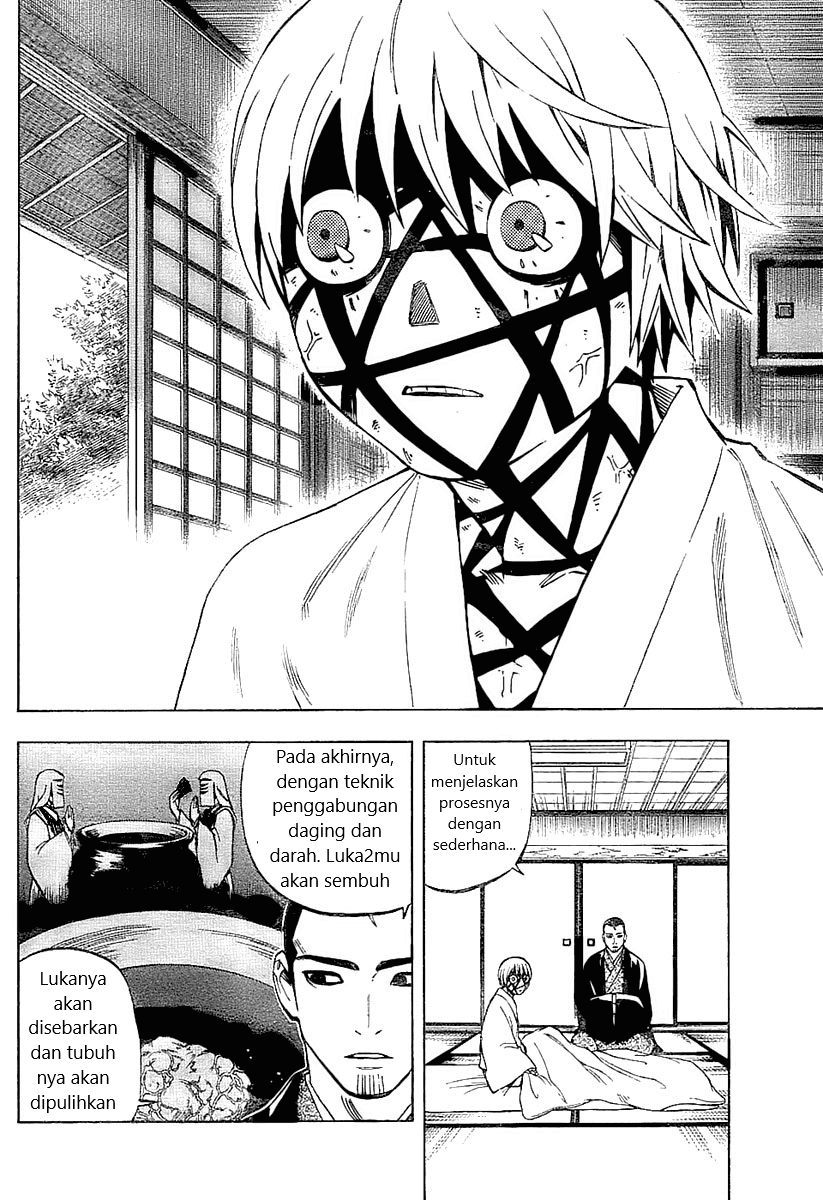 Untuk
menjelaskan
prosesnya
dengan
sederhana...
Pada akhirnya,
dengan teknik
penggabungan
daging dan
darah. Luka2mu
akan sembuh
Lukanya
akan
disebarkan
dan tubuh
nya akan
dipulihkan